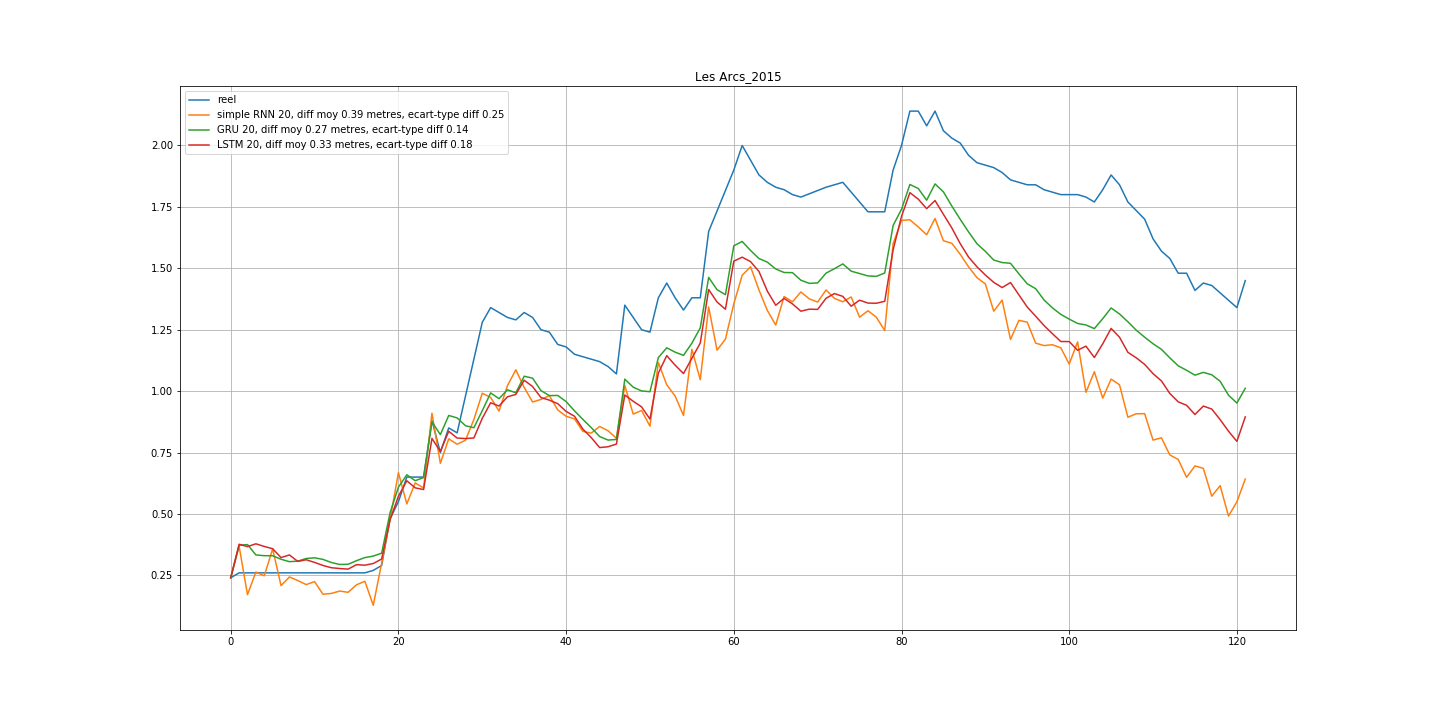 Les Arcs_2015
reel
simple RNN 20, diff moy 0.39 metres, ecart-type diff 0.25
GRU 20, diff moy 0.27 metres, ecart-type diff 0.14
LSTM 20, diff moy 0.33 metres, ecart-type diff 0.18
2.00
1.75
1.50
1.25
1.00
0.75
0.50
0.25
0 20 40 60 80 100 120